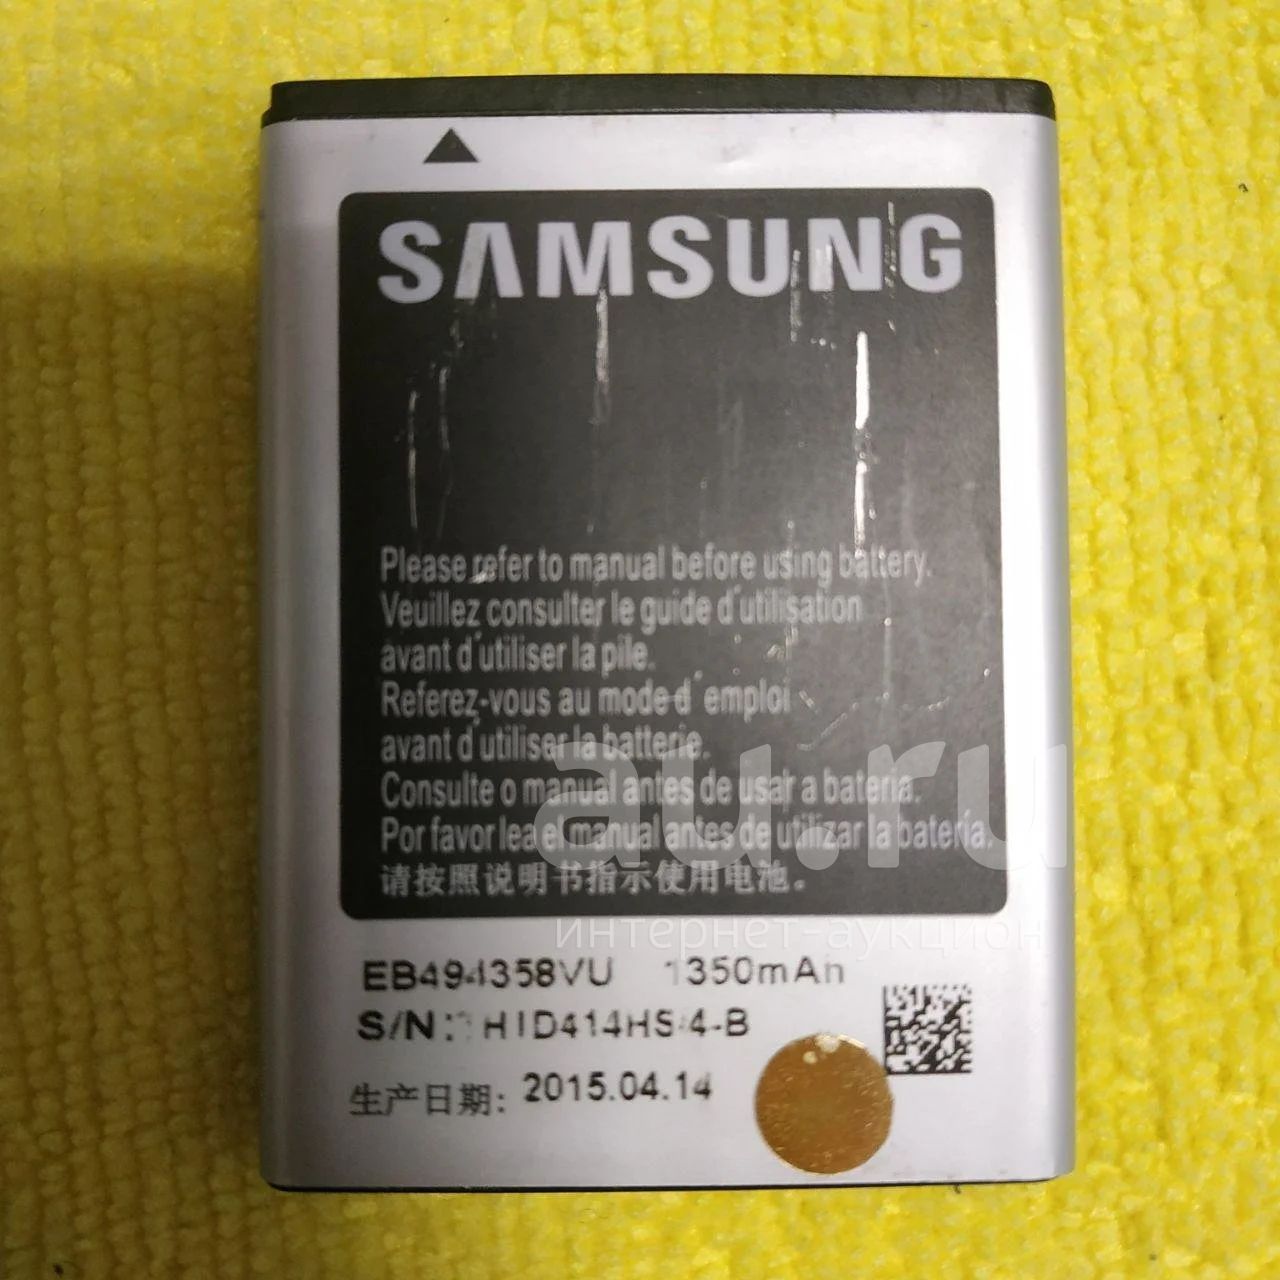 SAMSUNG
Please refer to manual before using battery.
Veuillez consulter le guide d'utilisation
avant d'utiliser la pile.
Referez-vous au mode d'emploi
avant d'utiliser la batterie.
Consulte o manual antes de usar a bateria.
Por favor lea el manual antes de utilizar la batería.
请按照说明书指示使用电池。
au.ru
интернет-аукцион
EB494358VU 1350mAh
S/N:
生产日期: 2015.04.14